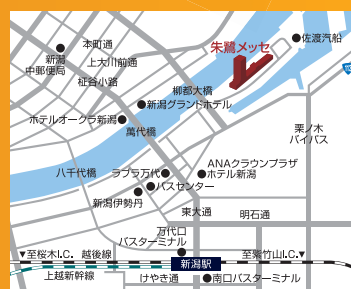 佐渡汽船
朱鷺メッセ
本町通
新潟
中郵便局
上大川前通
柾谷小路
柳都大橋
新潟グランドホテル
ホテルオークラ新潟
萬代橋
栗ノ木
バイパス
八千代橋
ラブラ万代
ANAクラウンプラザ
ホテル新潟
バスセンター
新潟伊勢丹
東大通
明石通
万代口
バスターミナル
▼至桜木I.C.
越後線
新潟駅
至紫竹山I.C.▼
上越新幹線
けやき通
南口バスターミナル